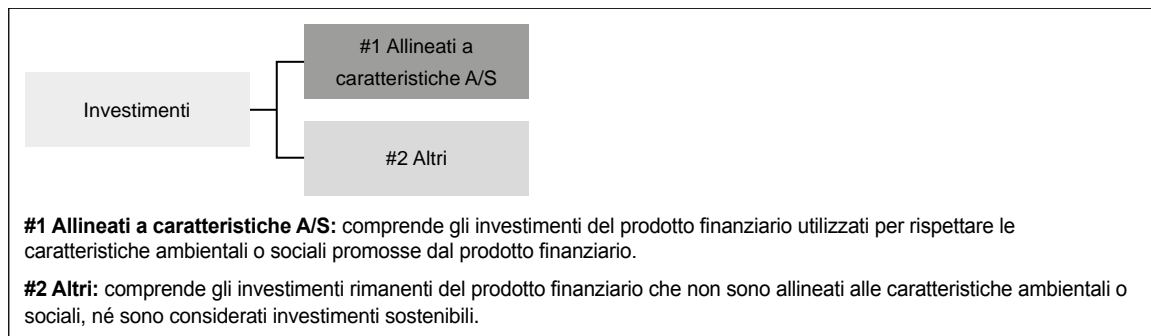 #1 Allineati a
caratteristiche A/S
Investimenti
#2 Altri
#1 Allineati a caratteristiche A/S: comprende gli investimenti del prodotto finanziario utilizzati per rispettare le
caratteristiche ambientali o sociali promosse dal prodotto finanziario.
#2 Altri: comprende gli investimenti rimanenti del prodotto finanziario che non sono allineati alle caratteristiche ambientali o
sociali, né sono considerati investimenti sostenibili.